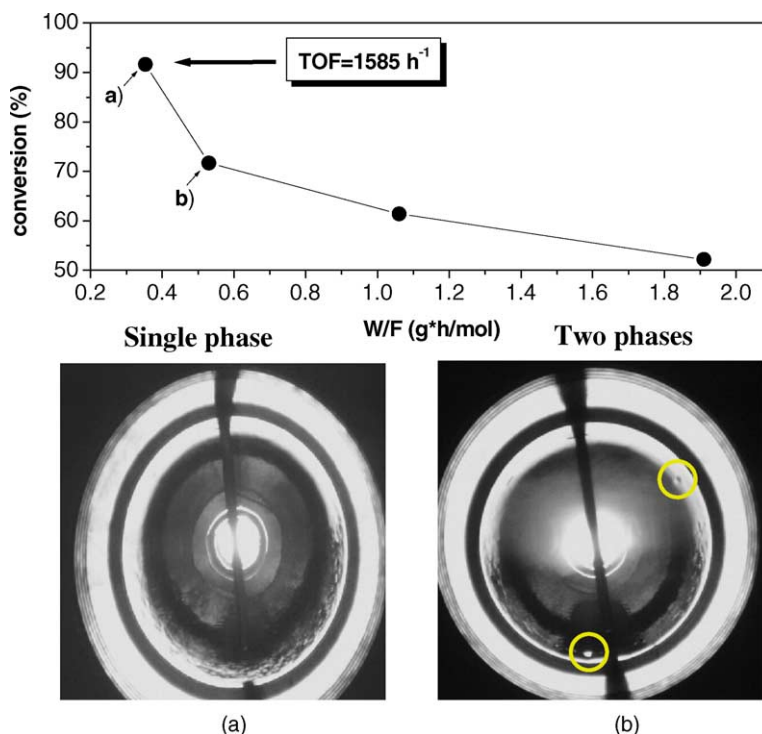 100
90
80
70
60
50
conversion (%)
TOF=1585 h⁻¹
a)
b)
0.2 0.4 0.6 0.8 1.0 1.2 1.4 1.6 1.8 2.0
W/F (g*h/mol)
Single phase
Two phases
(a)
(b)